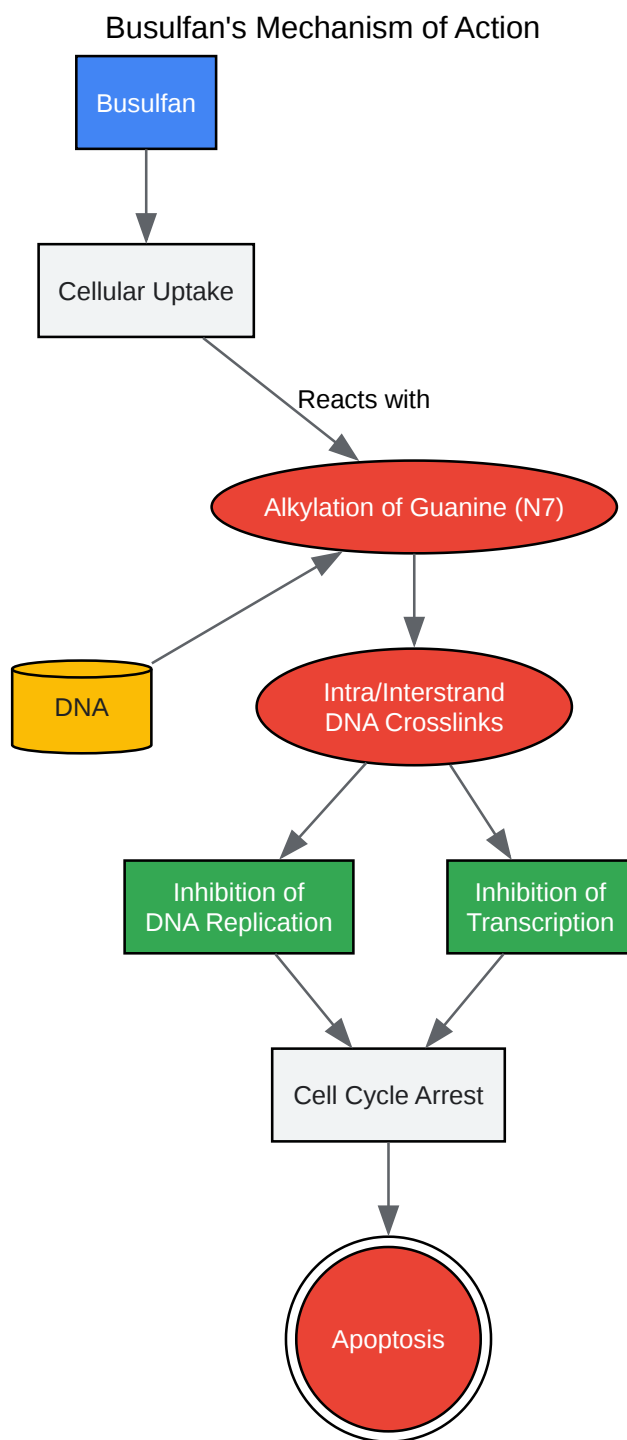 Busulfan's Mechanism of Action
Busulfan
Cellular Uptake
Reacts with
Alkylation of Guanine (N7)
DNA
Intra/Interstrand
DNA Crosslinks
Inhibition of
DNA Replication
Inhibition of
Transcription
Cell Cycle Arrest
Apoptosis